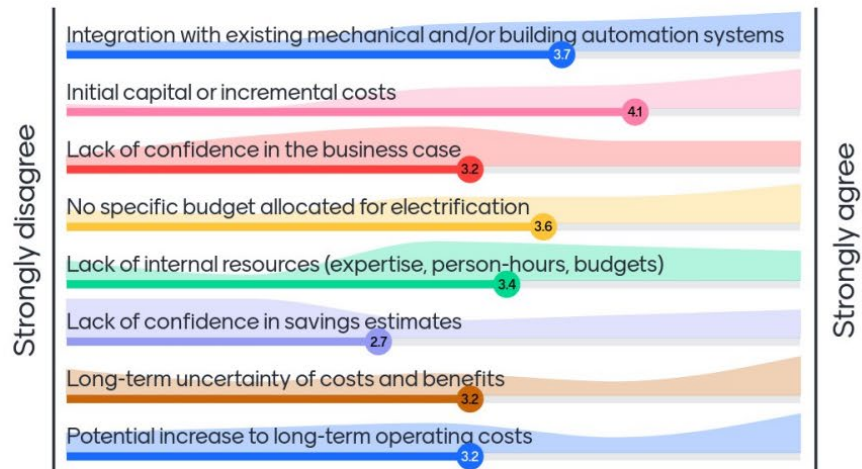 Strongly disagree
Integration with existing mechanical and/or building automation systems
3.7
Initial capital or incremental costs
4.1
Lack of confidence in the business case
3.2
No specific budget allocated for electrification
3.6
Lack of internal resources (expertise, person-hours, budgets)
3.4
Lack of confidence in savings estimates
2.7
Long-term uncertainty of costs and benefits
3.2
Potential increase to long-term operating costs
3.2
Strongly agree